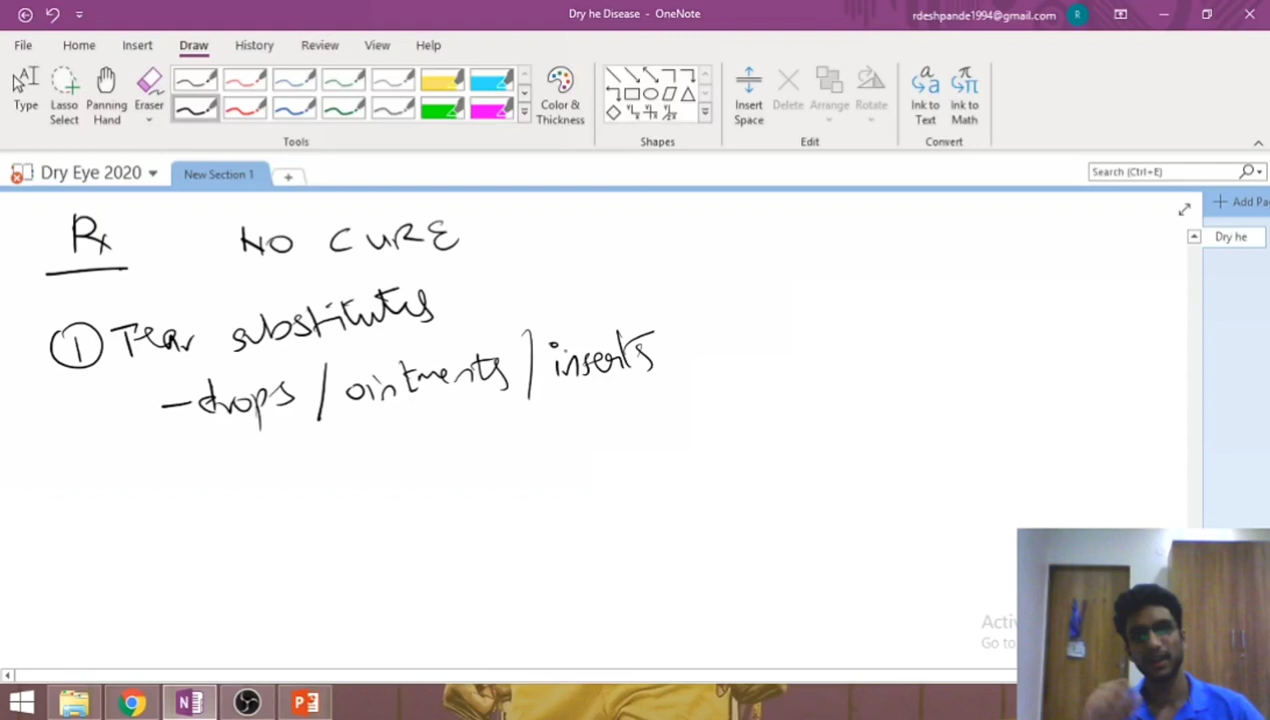 Dry he Disease - OneNote
rdeshpande1994@gmail.com
R
File Home Insert Draw History Review View Help
Type
Lasso Select
Panning Hand
Eraser
Color & Thickness
Insert Space
Delete
Arrange
Rotate
Ink to Text
Ink to Math
Tools Shapes Edit Convert
Dry Eye 2020
New Section 1
Search (Ctrl+E)
Add Pa
Dry he
Rx NO CURE
① Tear substitutes
- drops / ointments / inserts
Acti
Go to